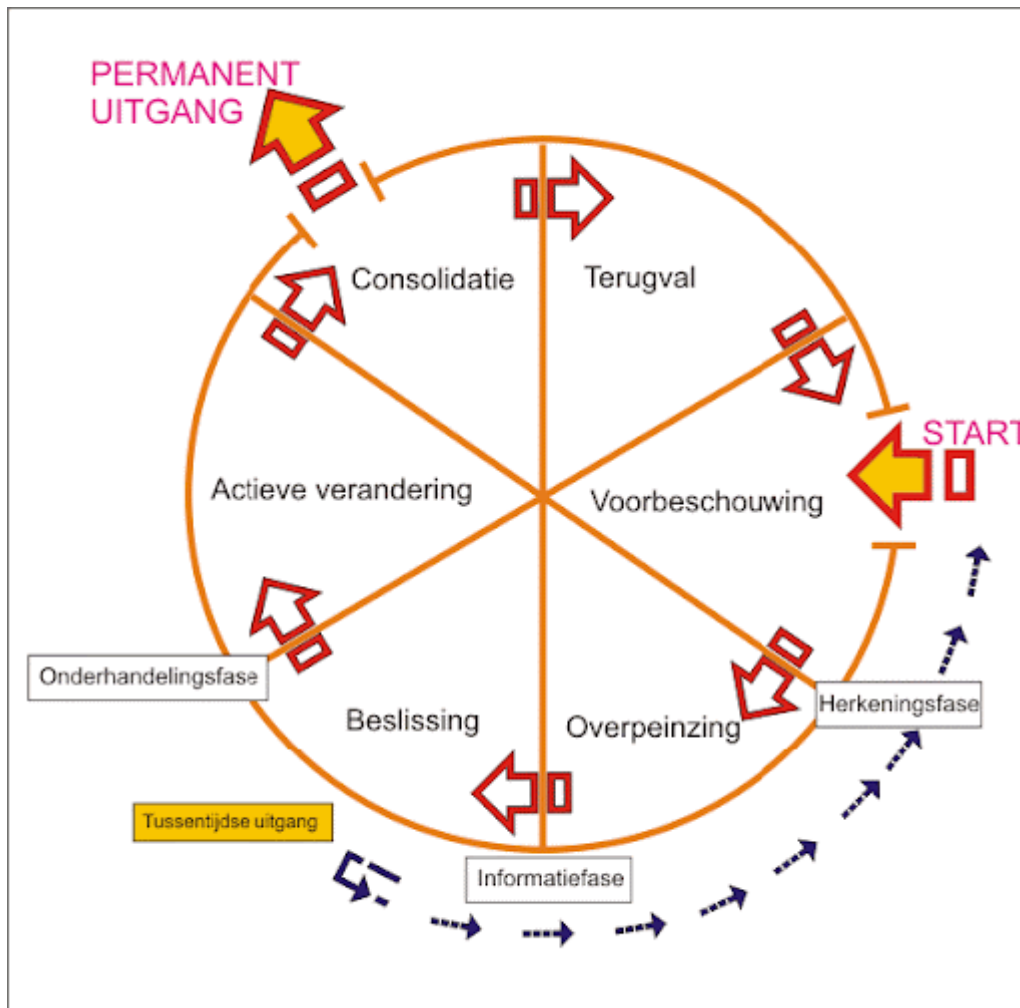 PERMANENT
UITGANG
Consolidatie
Terugval
START
Actieve verandering
Voorbeschouwing
Onderhandelingsfase
Herkeningsfase
Beslissing
Overpeinzing
Tussentijdse uitgang
Informatiefase